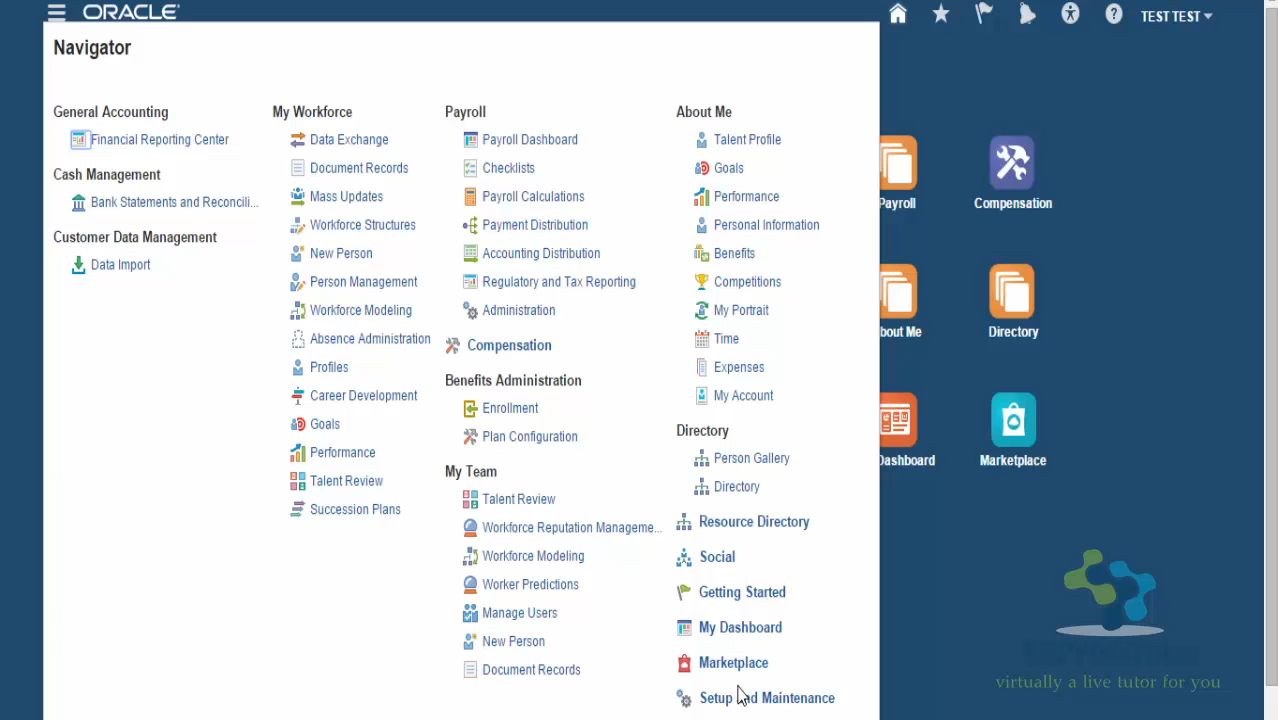 ORACLE
TEST TEST
Navigator
General Accounting
Financial Reporting Center
Cash Management
Bank Statements and Reconcili...
Customer Data Management
Data Import
My Workforce
Data Exchange
Document Records
Mass Updates
Workforce Structures
New Person
Person Management
Workforce Modeling
Absence Administration
Profiles
Career Development
Goals
Performance
Talent Review
Succession Plans
Payroll
Payroll Dashboard
Checklists
Payroll Calculations
Payment Distribution
Accounting Distribution
Regulatory and Tax Reporting
Administration
Compensation
Benefits Administration
Enrollment
Plan Configuration
My Team
Talent Review
Workforce Reputation Manageme...
Workforce Modeling
Worker Predictions
Manage Users
New Person
Document Records
About Me
Talent Profile
Goals
Performance
Personal Information
Benefits
Competitions
My Portrait
Time
Expenses
My Account
Directory
Person Gallery
Directory
Resource Directory
Social
Getting Started
My Dashboard
Marketplace
Setup and Maintenance
Payroll
Compensation
bout Me
Directory
Dashboard
Marketplace
virtually a live tutor for you